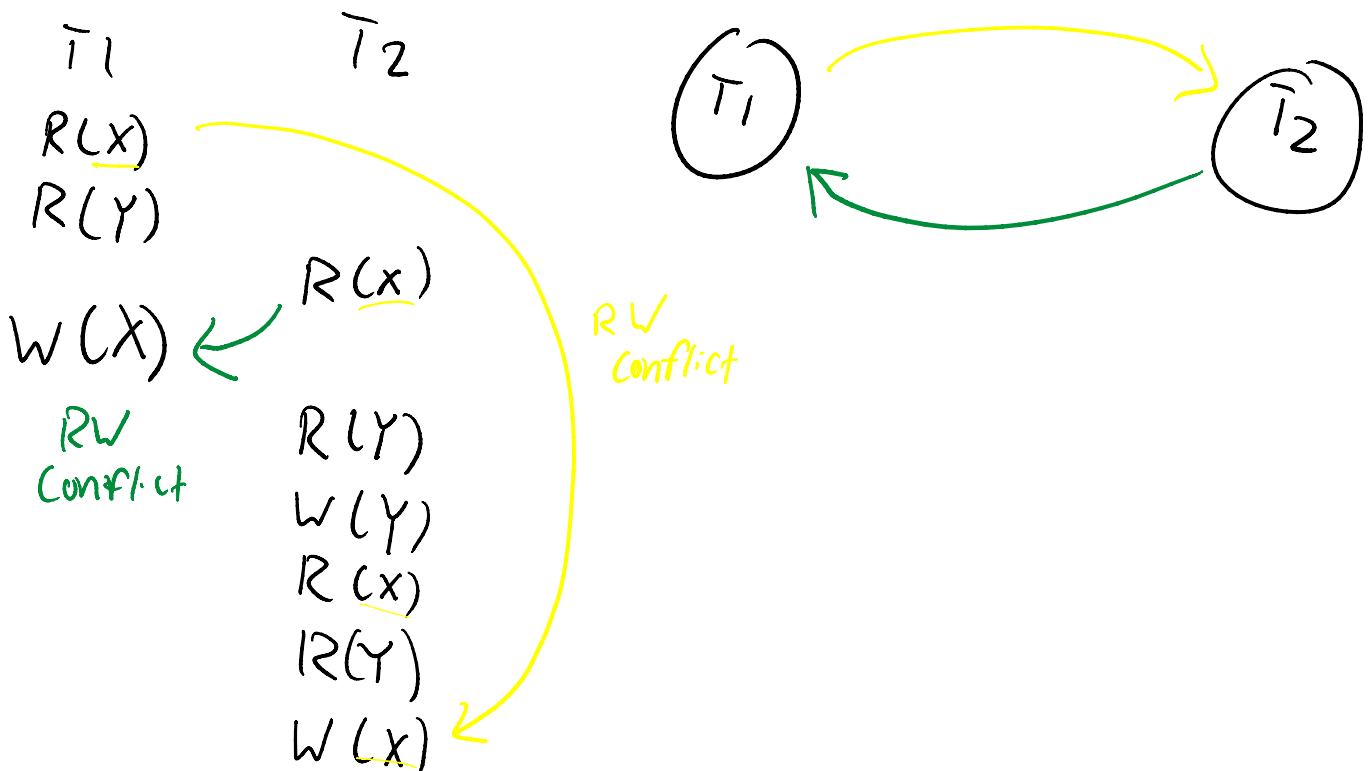 T1 T2
R(X)
R(Y)
R(X)
W(X)
RW
Conflict
R(Y)
W(Y)
R(X)
R(Y)
W(X)
RW
Conflict
T1
T2